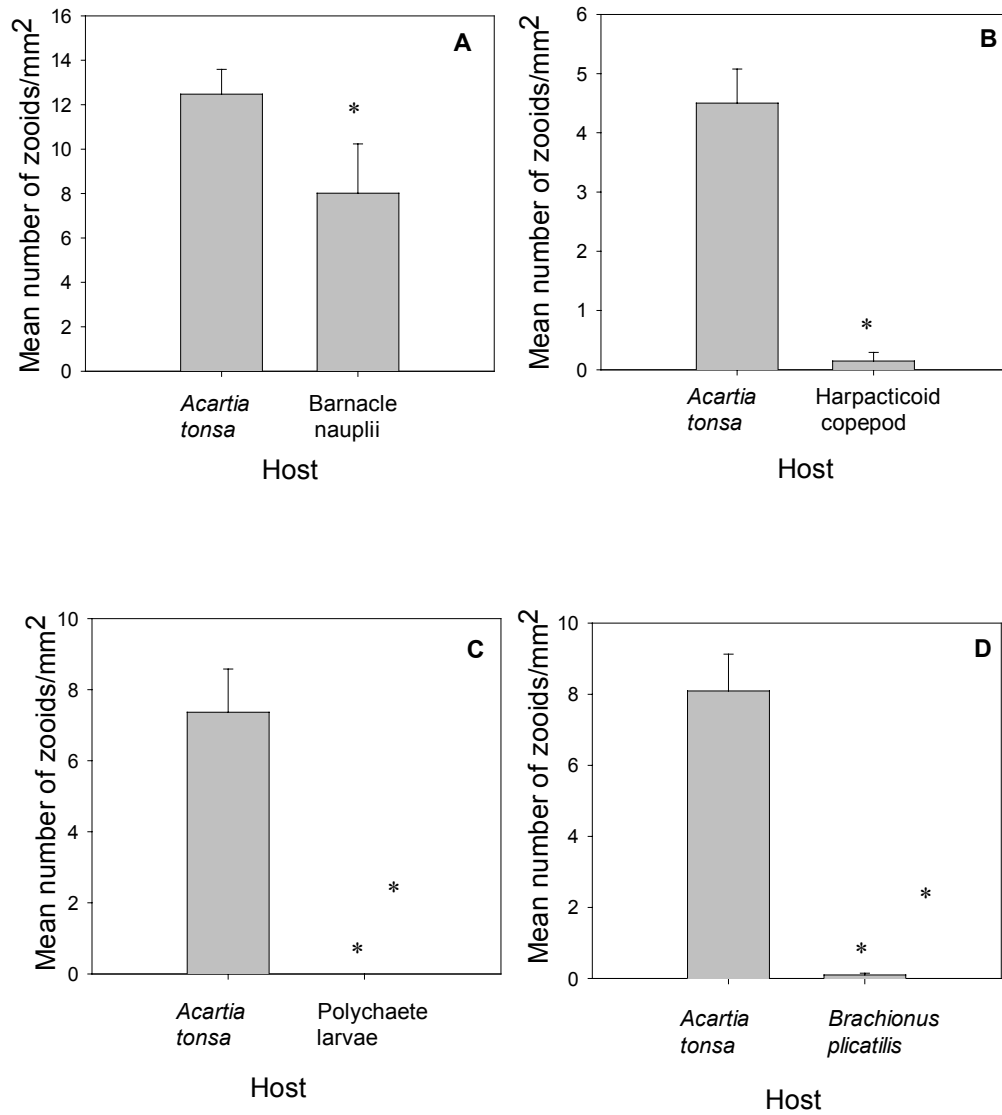 A
Mean number of zooids/mm2
16
14
12
10
8
6
4
2
0
*
Acartia tonsa
Barnacle nauplii
Host
B
Mean number of zooids/mm2
6
5
4
3
2
1
0
*
Acartia tonsa
Harpacticoid copepod
Host
C
Mean number of zooids/mm2
10
8
6
4
2
0
*
*
Acartia tonsa
Polychaete larvae
Host
D
Mean number of zooids/mm2
10
8
6
4
2
0
*
*
Acartia tonsa
Brachionus plicatilis
Host